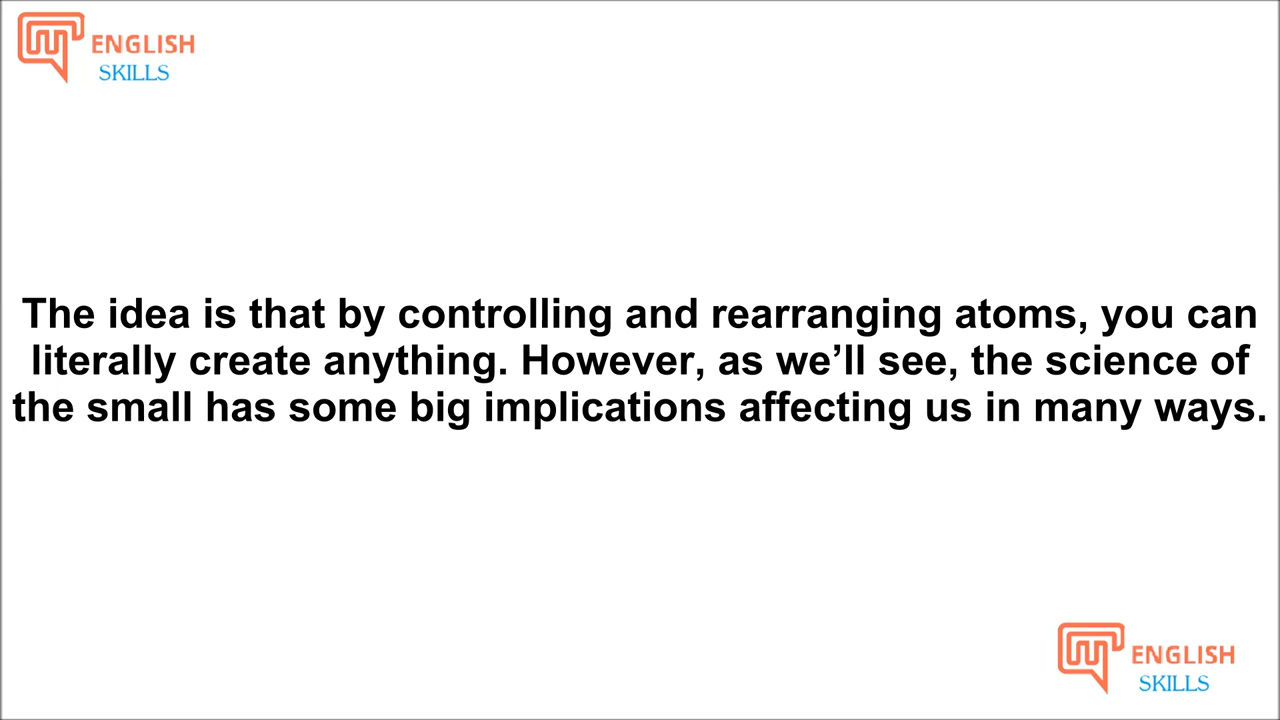 ENGLISH
SKILLS
The idea is that by controlling and rearranging atoms, you can
literally create anything. However, as we’ll see, the science of
the small has some big implications affecting us in many ways.
ENGLISH
SKILLS